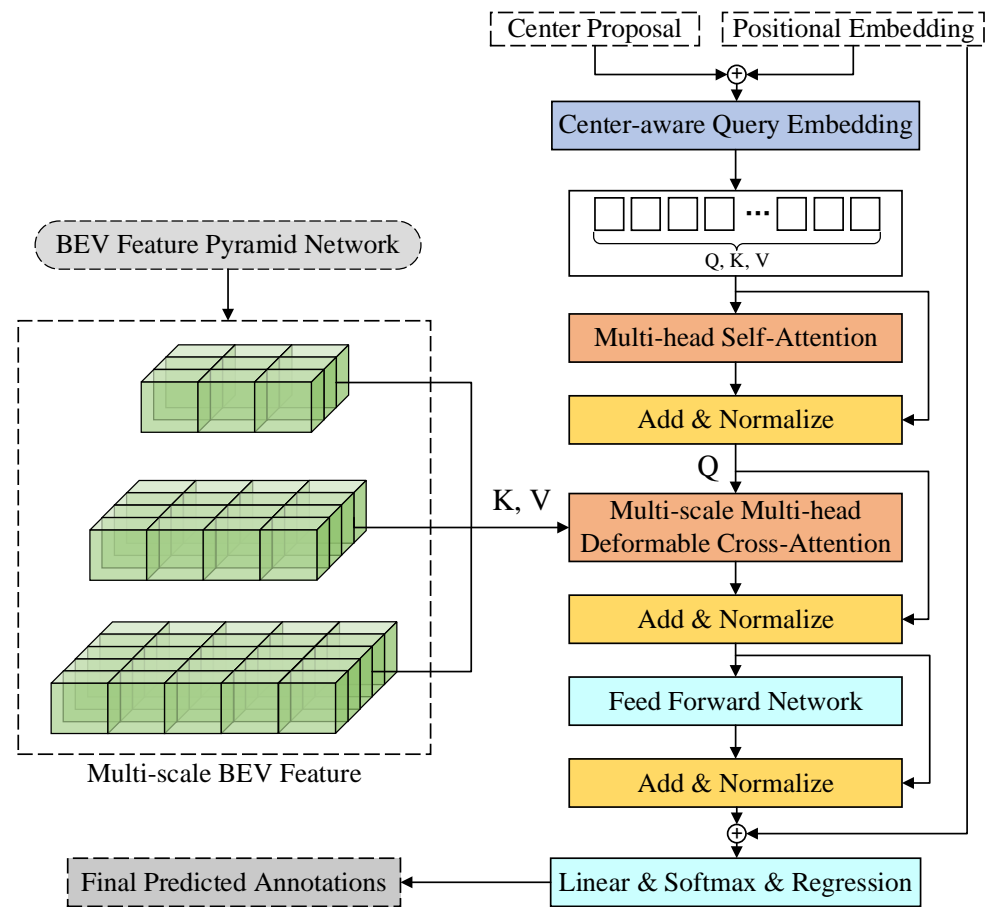 Center Proposal
Positional Embedding
Center-aware Query Embedding
Q, K, V
BEV Feature Pyramid Network
Multi-head Self-Attention
Add & Normalize
Q
K, V
Multi-scale Multi-head
Deformable Cross-Attention
Add & Normalize
Feed Forward Network
Multi-scale BEV Feature
Add & Normalize
Final Predicted Annotations
Linear & Softmax & Regression